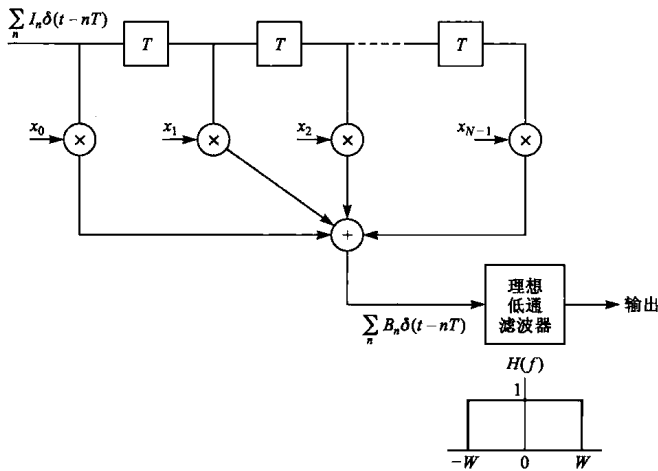 ∑ₙ Iₙδ(t−nT)
T
T
T
x₀
x₁
x₂
x_{N−1}
×
×
×
×
+
∑ₙ Bₙδ(t−nT)
理想
低通
滤波器
输出
H(f)
1
−W
0
W